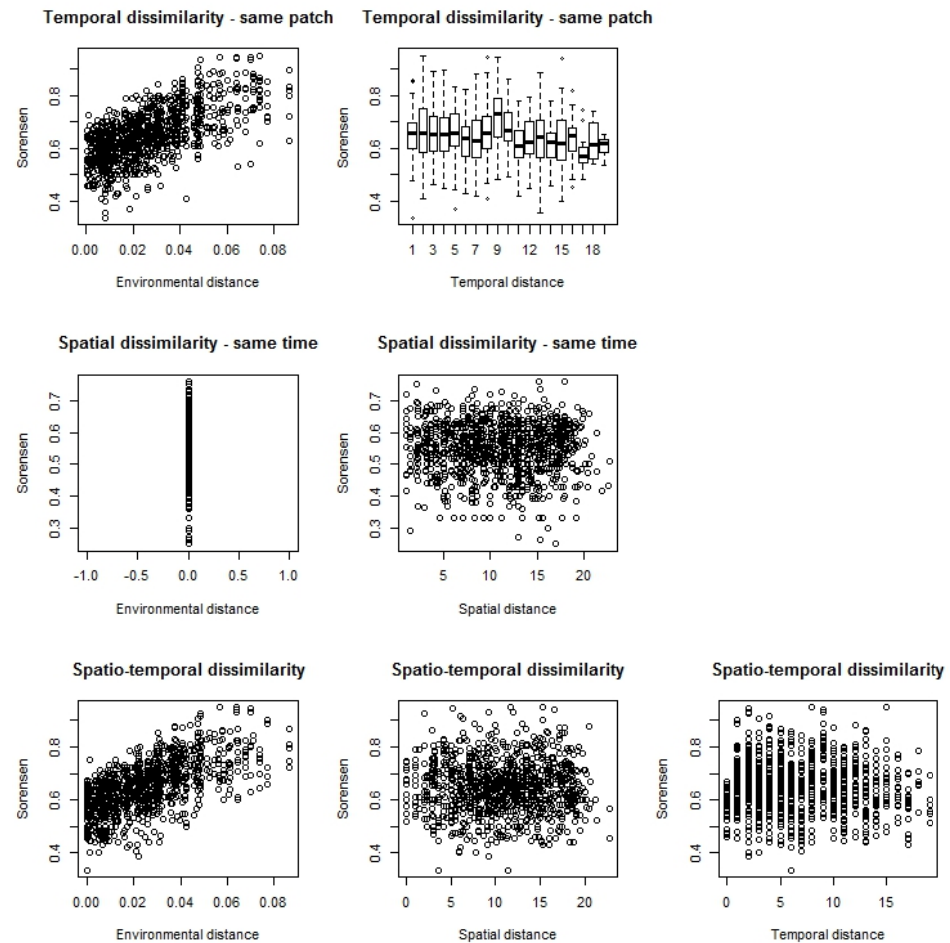 Temporal dissimilarity - same patch
Temporal dissimilarity - same patch
Sorensen
0.4 0.6 0.8
0.00 0.02 0.04 0.06 0.08
Environmental distance
Sorensen
0.4 0.6 0.8
1 3 5 7 9 12 15 18
Temporal distance
Spatial dissimilarity - same time
Spatial dissimilarity - same time
Sorensen
0.3 0.4 0.5 0.6 0.7
-1.0 -0.5 0.0 0.5 1.0
Environmental distance
Sorensen
0.3 0.4 0.5 0.6 0.7
5 10 15 20
Spatial distance
Spatio-temporal dissimilarity
Spatio-temporal dissimilarity
Spatio-temporal dissimilarity
Sorensen
0.4 0.6 0.8
0.00 0.02 0.04 0.06 0.08
Environmental distance
Sorensen
0.4 0.6 0.8
0 5 10 15 20
Spatial distance
Sorensen
0.4 0.6 0.8
0 5 10 15
Temporal distance